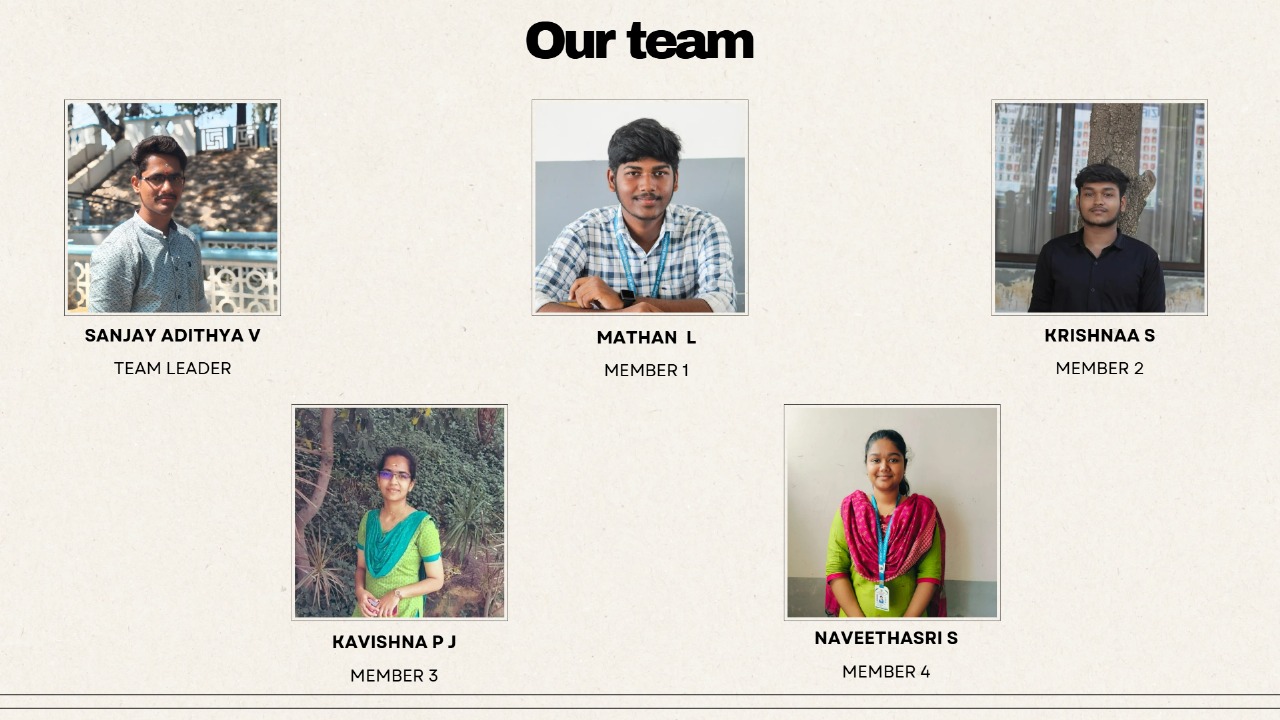 Our team
SANJAY ADITHYA V
TEAM LEADER
MATHAN L
MEMBER 1
KRISHNAA S
MEMBER 2
KAVISHNA P J
MEMBER 3
NAVEETHASRI S
MEMBER 4